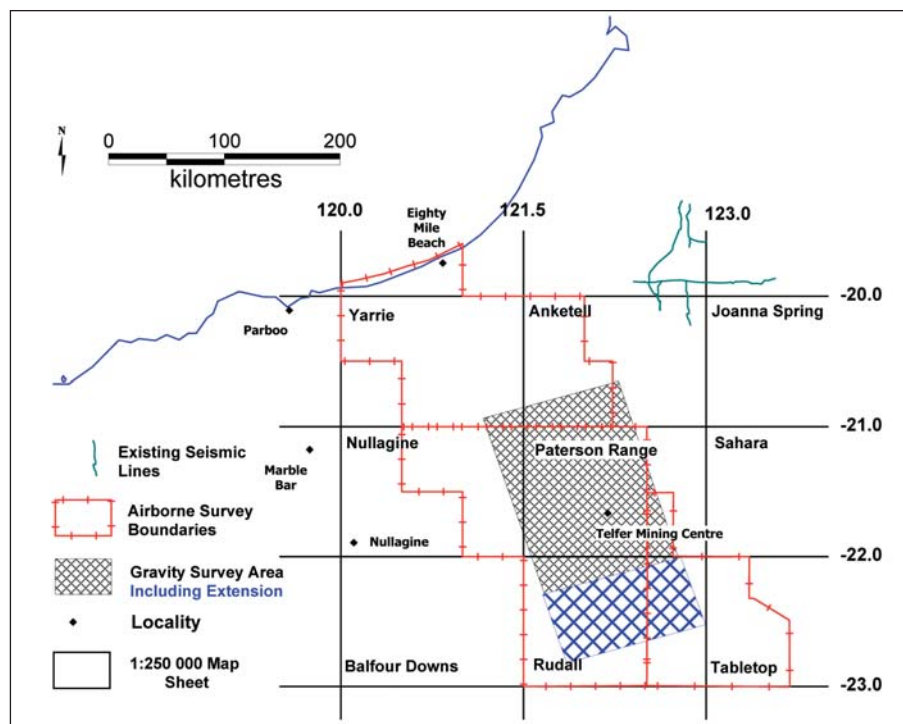 N
0 100 200
kilometres
120.0
Eighty
Mile
Beach
121.5
123.0
-20.0
Parboo
Yarrie
Anketell
Joanna Spring
-21.0
Nullagine
Paterson Range
Sahara
Marble
Bar
Existing Seismic
Lines
Airborne Survey
Boundaries
Telfer Mining Centre
Nullagine
-22.0
Gravity Survey Area
Including Extension
Locality
1:250 000 Map
Sheet
Balfour Downs
Rudall
Tabletop
-23.0